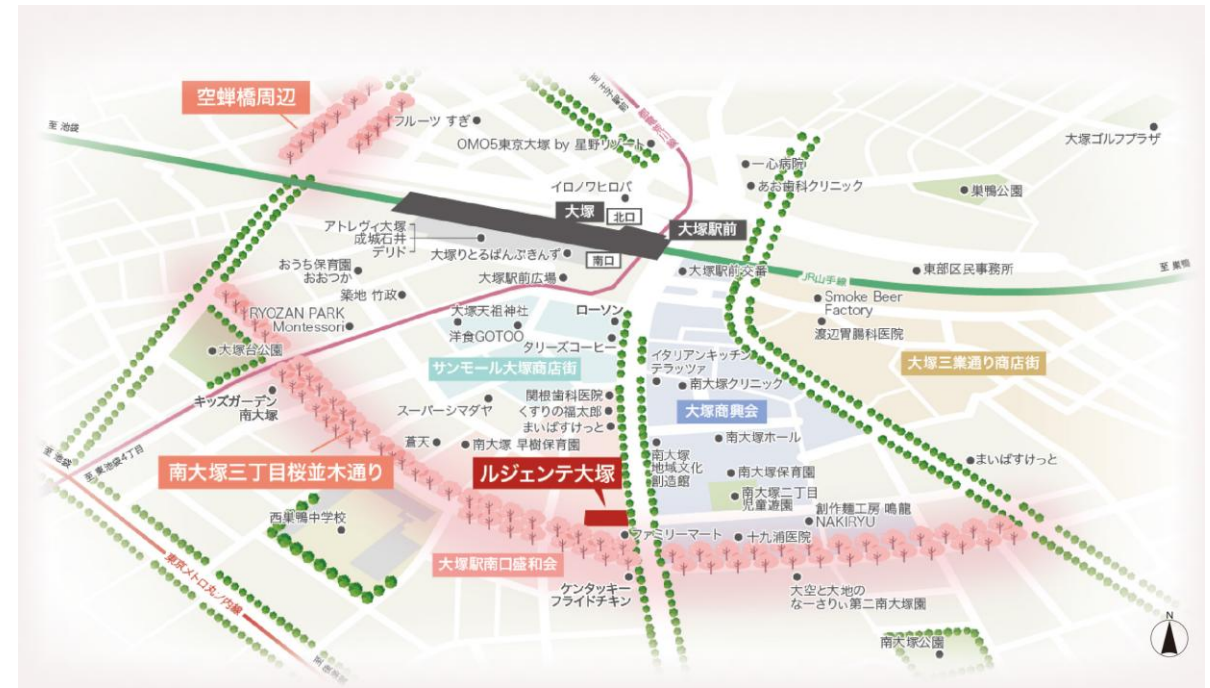 空蝉橋周辺
至 池袋
フルーツ すぎ
OMO5東京大塚 by 星野リゾート
至 王子駅前
一心病院
あお歯科クリニック
大塚ゴルフプラザ
巣鴨公園
イロノワヒロバ
大塚
北口
大塚駅前
アトレヴィ大塚
成城石井
デリド
大塚りとるぱんぷきんず
南口
おうち保育園
おおつか
大塚駅前広場
大塚駅前交番
JR山手線
東部区民事務所
至 巣鴨
築地 竹政
RYOZAN PARK
Montessori
大塚天祖神社
洋食GOTOO
ローソン
タリーズコーヒー
Smoke Beer
Factory
渡辺胃腸科医院
大塚台公園
サンモール大塚商店街
イタリアンキッチン
テラッツァ
南大塚クリニック
大塚三業通り商店街
キッズガーデン
南大塚
スーパーシマダヤ
関根歯科医院
くすりの福太郎
まいばすけっと
大塚商興会
蒼天
南大塚 早樹保育園
南大塚ホール
南大塚
地域文化
創造館
南大塚保育園
まいばすけっと
至 池袋
至 東池袋4丁目
南大塚三丁目桜並木通り
ルジェンテ大塚
南大塚二丁目
児童遊園
創作麺工房 鳴龍
NAKIRYU
西巣鴨中学校
ファミリーマート
十九浦医院
大塚駅南口盛和会
東京メトロ丸ノ内線
ケンタッキー
フライドチキン
大空と大地の
なーさりぃ第二南大塚園
南大塚公園
N